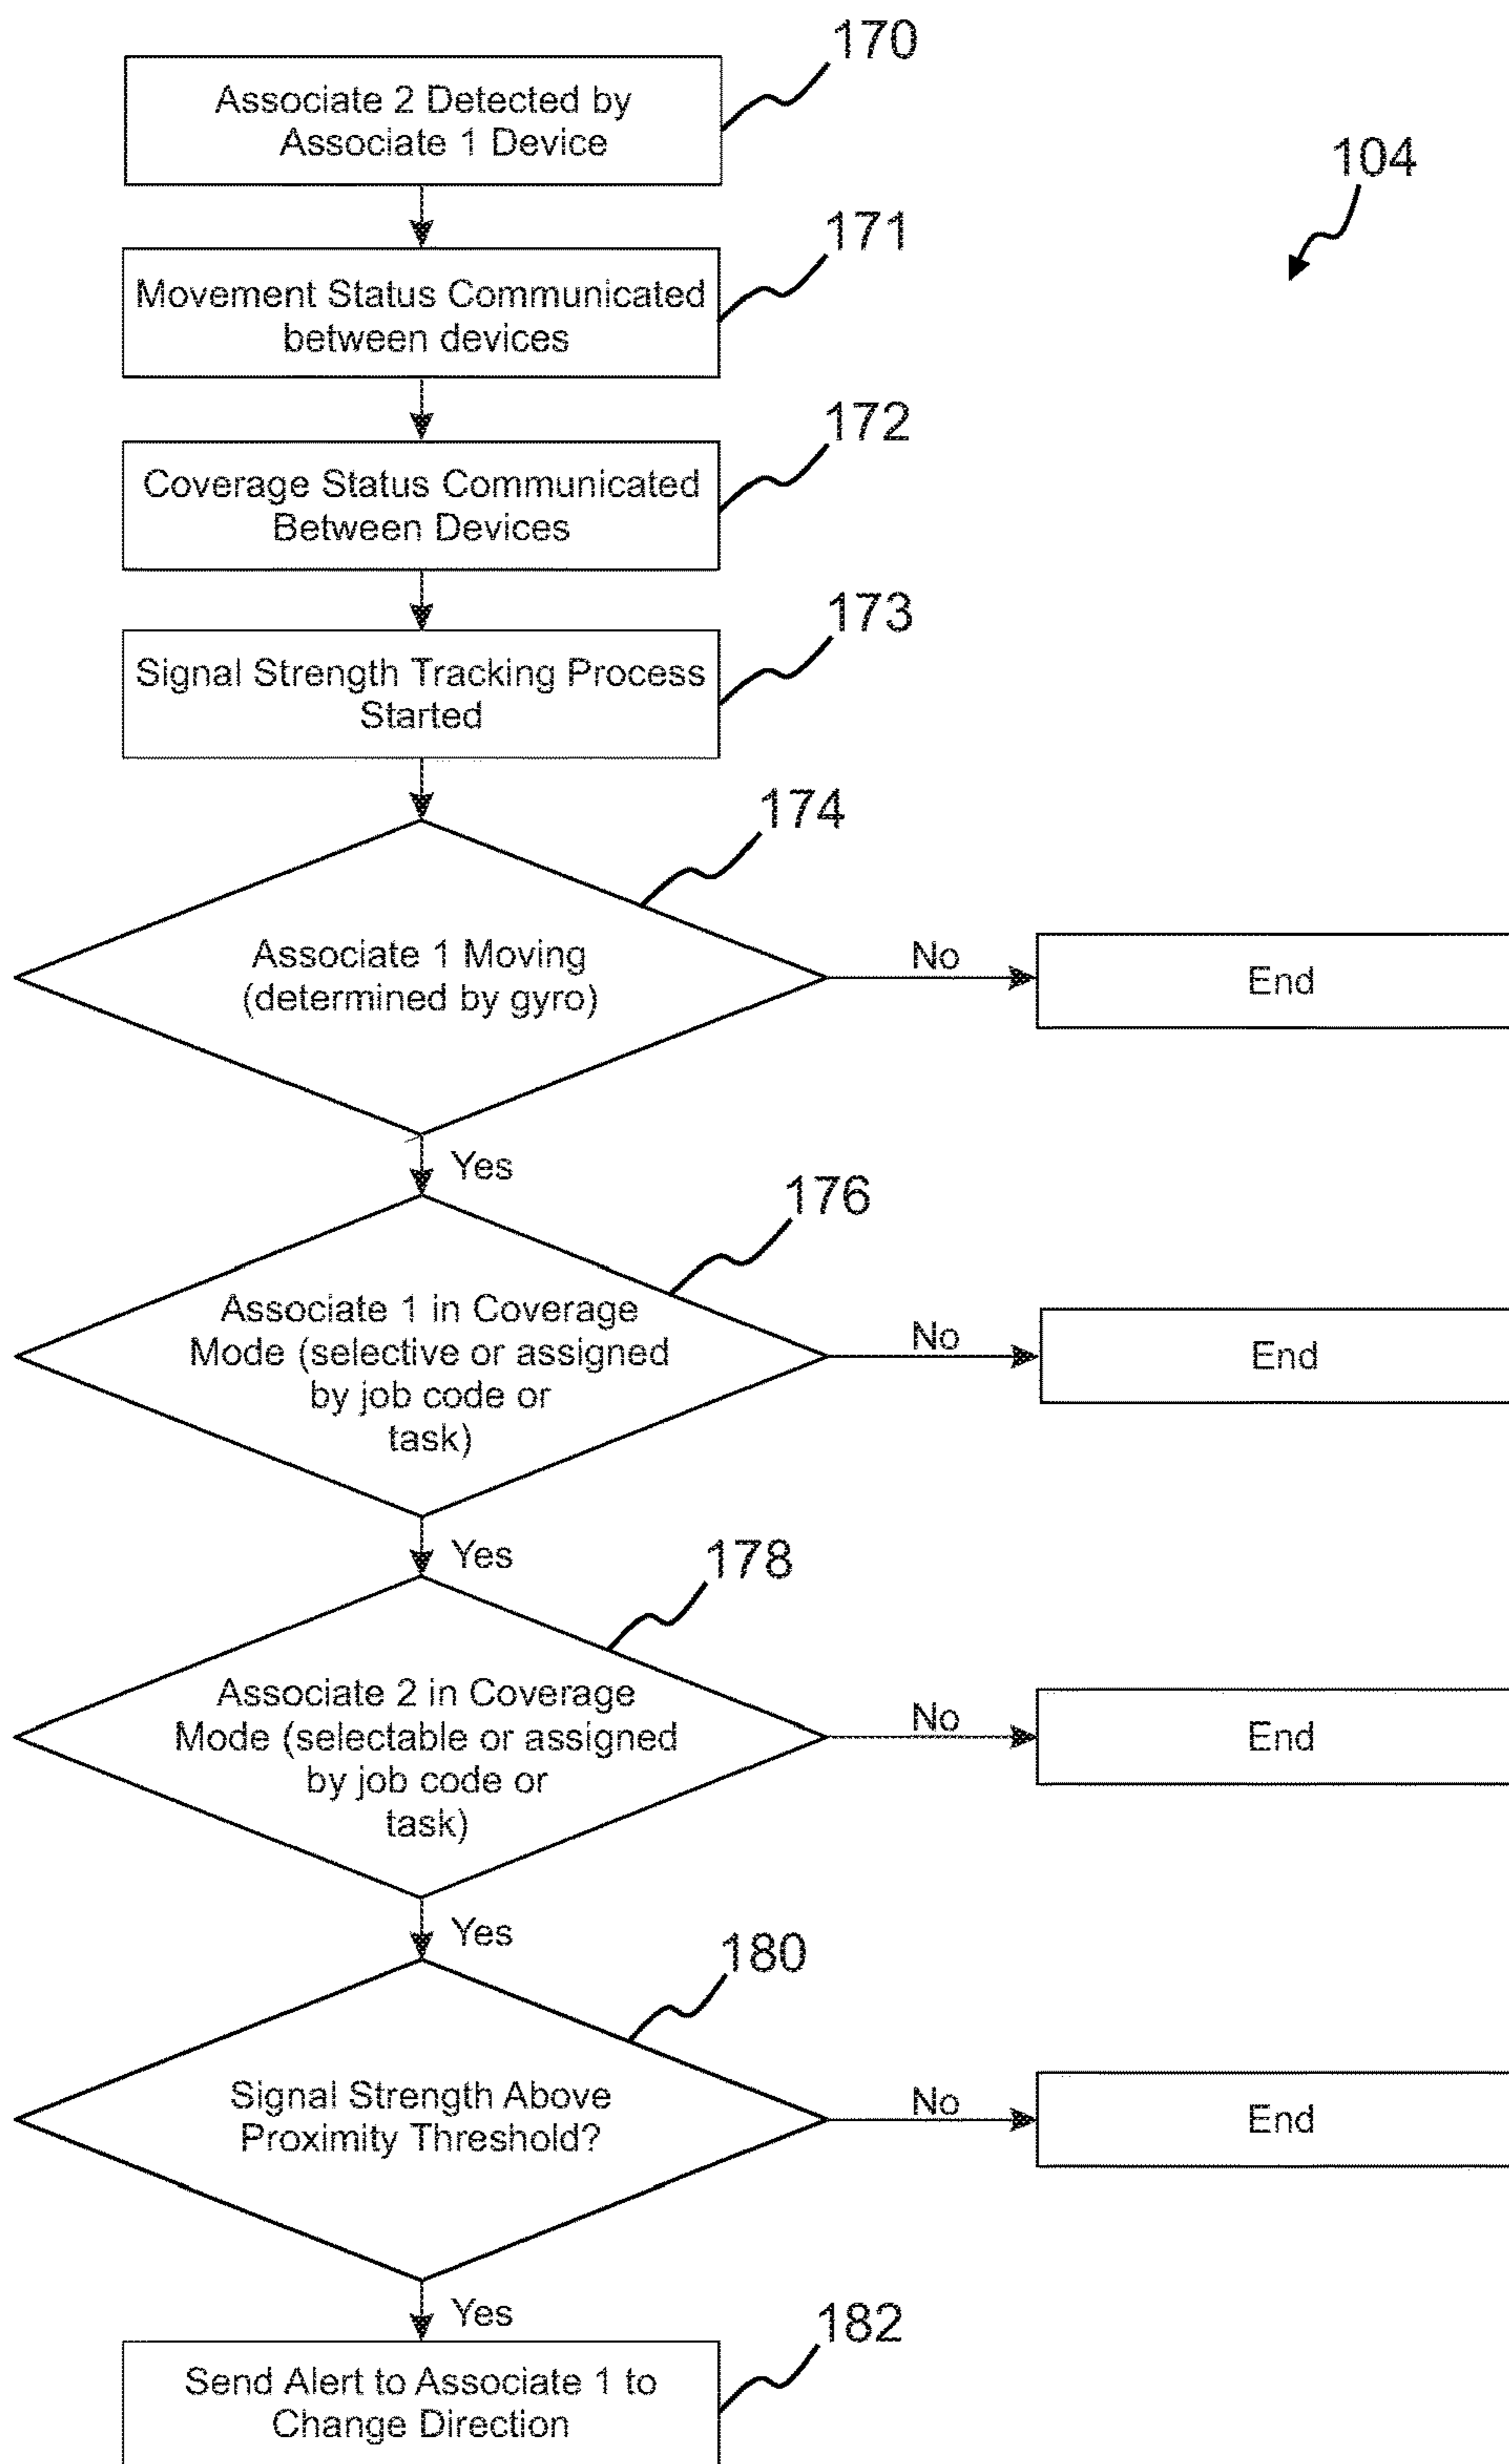 170
Associate 2 Detected by
Associate 1 Device
104
171
Movement Status Communicated
between devices
172
Coverage Status Communicated
Between Devices
173
Signal Strength Tracking Process
Started
174
Associate 1 Moving
(determined by gyro)
No
End
Yes
176
Associate 1 in Coverage
Mode (selective or assigned
by job code or
task)
No
End
Yes
178
Associate 2 in Coverage
Mode (selectable or assigned
by job code or
task)
No
End
Yes
180
Signal Strength Above
Proximity Threshold?
No
End
Yes
182
Send Alert to Associate 1 to
Change Direction